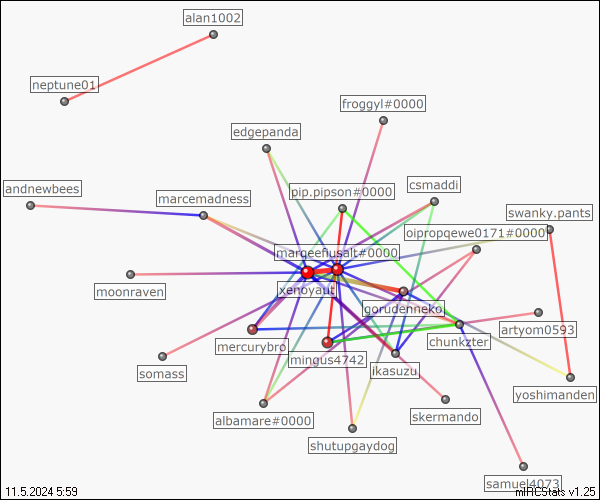 alan1002
neptune01
froggyl#0000
edgepanda
andnewbees
pip.pipson#0000
csmaddi
marcemadness
swanky.pants
oipropqewe0171#0000
marqeeflusalt#0000
moonraven
xenoyaut
gorudenneko
artyom0593
chunkzter
mercurybro
mingus4742
somass
ikasuzi
yoshimanden
skermando
albamare#0000
shutupgaydog
samuel4073
11.5.2024 5:59
mIRCStats v1.25